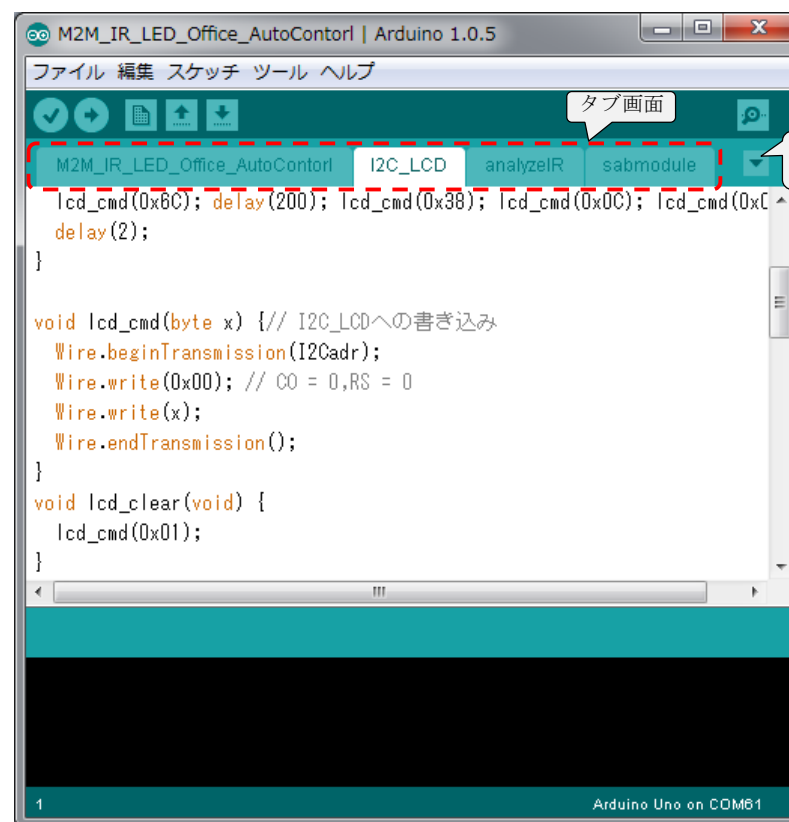 M2M_IR_LED_Office_AutoContorl | Arduino 1.0.5
ファイル 編集 スケッチ ツール ヘルプ
タブ画面
M2M_IR_LED_Office_AutoContorl I2C_LCD analyzeIR sabmodule
lcd_cmd(0x6C); delay(200); lcd_cmd(0x38); lcd_cmd(0x0C); lcd_cmd(0x0
delay(2);
}
void lcd_cmd(byte x) {// I2C_LCDへの書き込み
Wire.beginTransmission(I2Cadr);
Wire.write(0x00); // CO = 0,RS = 0
Wire.write(x);
Wire.endTransmission();
}
void lcd_clear(void) {
lcd_cmd(0x01);
}
1 Arduino Uno on COM61